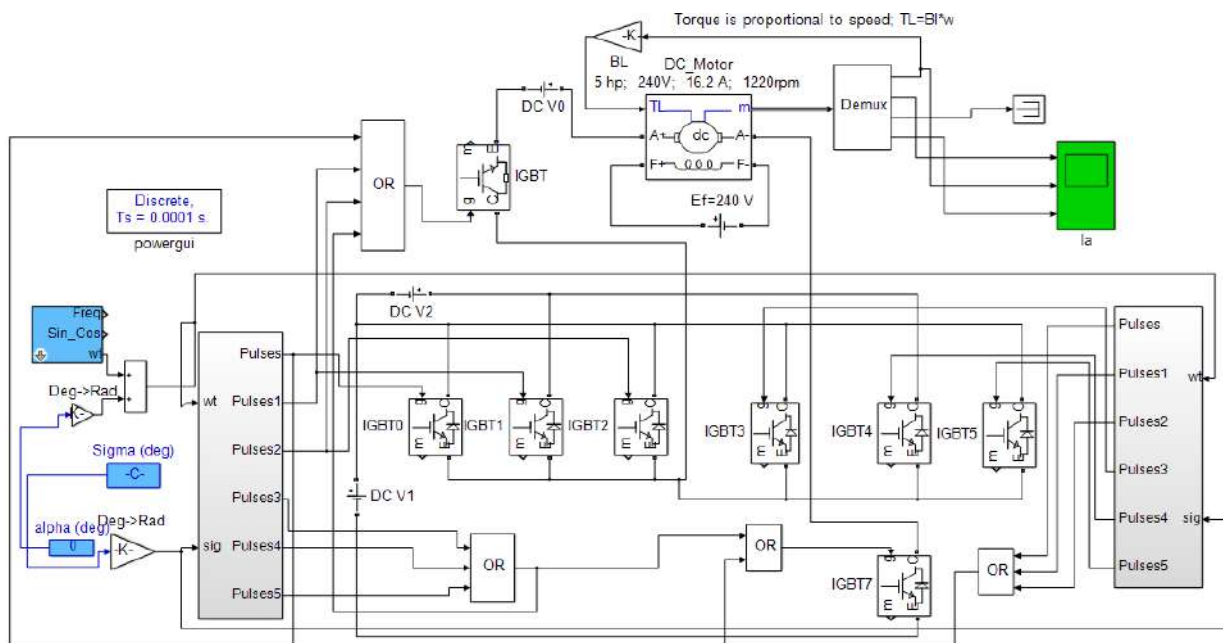 Torque is proportional to speed; TL=Bl*w
-K
BL
DC_Motor
5 hp; 240V; 16.2 A; 1220rpm
DC V0
TL
m
Demux
A+
dc
A-
F+
F-
m
E
IGBT
g
C
OR
Ef=240 V
Ia
Discrete,
Ts = 0.0001 s.
powergui
Freq
Sin_Cos
wt
+
+
Deg->Rad
K-
Sigma (deg)
-C-
alpha (deg)
0
Deg->Rad
-K-
wt
sig
Pulses
Pulses1
Pulses2
Pulses3
Pulses4
Pulses5
DC V2
DC V1
g
C
IGBT0
m
E
g
C
IGBT1
m
E
g
C
IGBT2
m
E
g
C
IGBT3
m
E
g
C
IGBT4
m
E
g
C
IGBT5
m
E
OR
OR
g
C
IGBT7
m
E
OR
Pulses
Pulses1
Pulses2
Pulses3
Pulses4
Pulses5
wt
sig